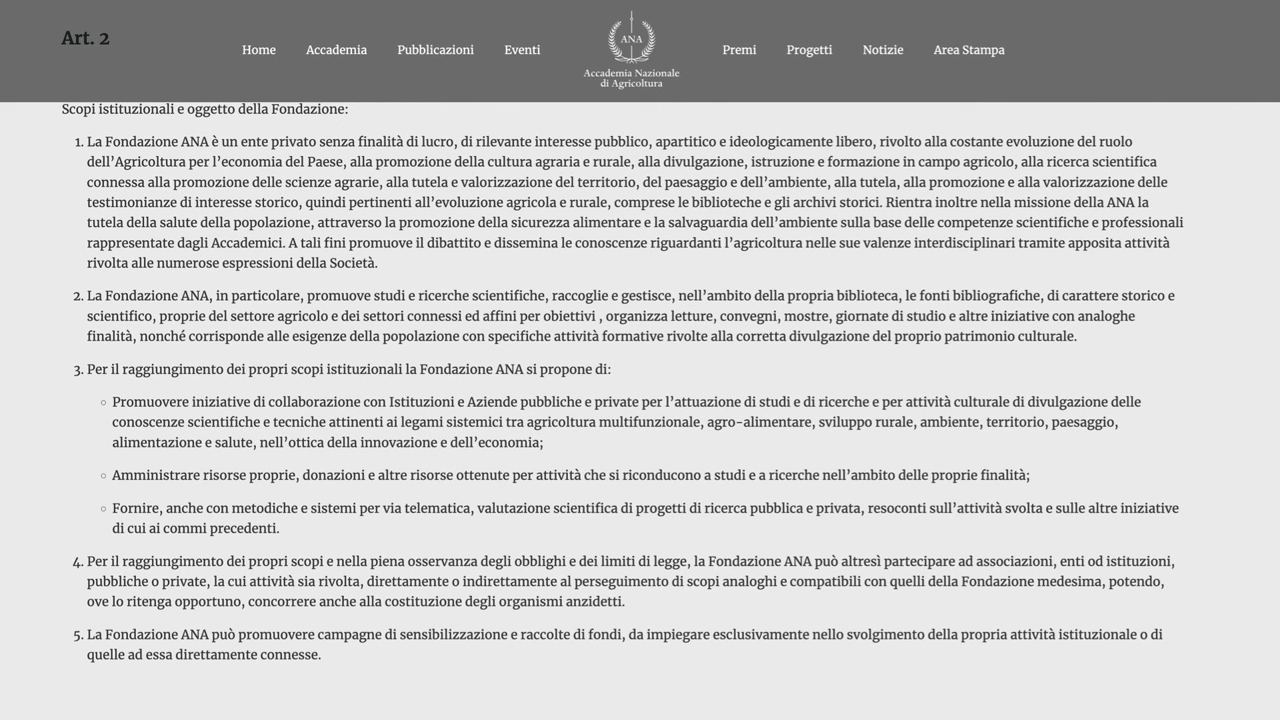 Art. 2
Home Accademia Pubblicazioni Eventi
ANA
Accademia Nazionale
di Agricoltura
Premi Progetti Notizie Area Stampa
Scopi istituzionali e oggetto della Fondazione:
1. La Fondazione ANA è un ente privato senza finalità di lucro, di rilevante interesse pubblico, apartitico e ideologicamente libero, rivolto alla costante evoluzione del ruolo
dell’Agricoltura per l’economia del Paese, alla promozione della cultura agraria e rurale, alla divulgazione, istruzione e formazione in campo agricolo, alla ricerca scientifica
connessa alla promozione delle scienze agrarie, alla tutela e valorizzazione del territorio, del paesaggio e dell’ambiente, alla tutela, alla promozione e alla valorizzazione delle
testimonianze di interesse storico, quindi pertinenti all’evoluzione agricola e rurale, comprese le biblioteche e gli archivi storici. Rientra inoltre nella missione della ANA la
tutela della salute della popolazione, attraverso la promozione della sicurezza alimentare e la salvaguardia dell’ambiente sulla base delle competenze scientifiche e professionali
rappresentate dagli Accademici. A tali fini promuove il dibattito e dissemina le conoscenze riguardanti l’agricoltura nelle sue valenze interdisciplinari tramite apposita attività
rivolta alle numerose espressioni della Società.
2. La Fondazione ANA, in particolare, promuove studi e ricerche scientifiche, raccoglie e gestisce, nell’ambito della propria biblioteca, le fonti bibliografiche, di carattere storico e
scientifico, proprie del settore agricolo e dei settori connessi ed affini per obiettivi , organizza letture, convegni, mostre, giornate di studio e altre iniziative con analoghe
finalità, nonché corrisponde alle esigenze della popolazione con specifiche attività formative rivolte alla corretta divulgazione del proprio patrimonio culturale.
3. Per il raggiungimento dei propri scopi istituzionali la Fondazione ANA si propone di:
◦ Promuovere iniziative di collaborazione con Istituzioni e Aziende pubbliche e private per l’attuazione di studi e di ricerche e per attività culturale di divulgazione delle
conoscenze scientifiche e tecniche attinenti ai legami sistemici tra agricoltura multifunzionale, agro-alimentare, sviluppo rurale, ambiente, territorio, paesaggio,
alimentazione e salute, nell’ottica della innovazione e dell’economia;
◦ Amministrare risorse proprie, donazioni e altre risorse ottenute per attività che si riconducono a studi e a ricerche nell’ambito delle proprie finalità;
◦ Fornire, anche con metodiche e sistemi per via telematica, valutazione scientifica di progetti di ricerca pubblica e privata, resoconti sull’attività svolta e sulle altre iniziative
di cui ai commi precedenti.
4. Per il raggiungimento dei propri scopi e nella piena osservanza degli obblighi e dei limiti di legge, la Fondazione ANA può altresì partecipare ad associazioni, enti od istituzioni,
pubbliche o private, la cui attività sia rivolta, direttamente o indirettamente al perseguimento di scopi analoghi e compatibili con quelli della Fondazione medesima, potendo,
ove lo ritenga opportuno, concorrere anche alla costituzione degli organismi anzidetti.
5. La Fondazione ANA può promuovere campagne di sensibilizzazione e raccolte di fondi, da impiegare esclusivamente nello svolgimento della propria attività istituzionale o di
quelle ad essa direttamente connesse.